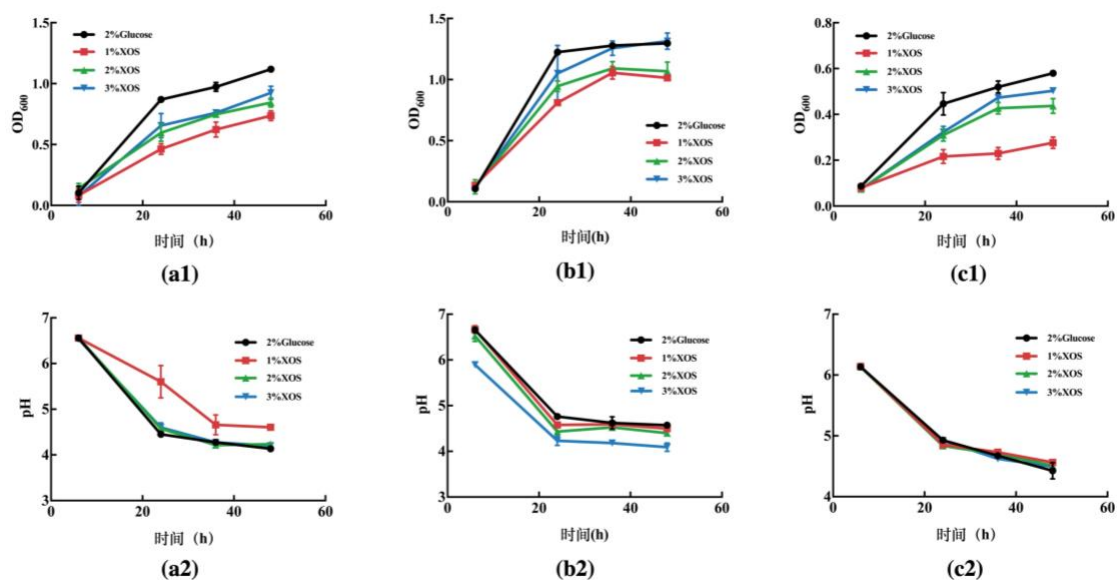 1.5
1.0
0.5
0.0
OD600
2%Glucose
1%XOS
2%XOS
3%XOS
0
20
40
60
时间（h）
(a1)
1.5
1.0
0.5
0.0
OD600
2%Glucose
1%XOS
2%XOS
3%XOS
0
20
40
60
时间(h)
(b1)
0.8
0.6
0.4
0.2
0.0
OD600
2%Glucose
1%XOS
2%XOS
3%XOS
0
20
40
60
时间（h）
(c1)
7
6
5
4
3
pH
2%Glucose
1%XOS
2%XOS
3%XOS
0
20
40
60
时间（h）
(a2)
7
6
5
4
3
pH
2%Glucose
1%XOS
2%XOS
3%XOS
0
20
40
60
时间(h)
(b2)
7
6
5
4
pH
2%Glucose
1%XOS
2%XOS
3%XOS
0
20
40
60
时间（h）
(c2)